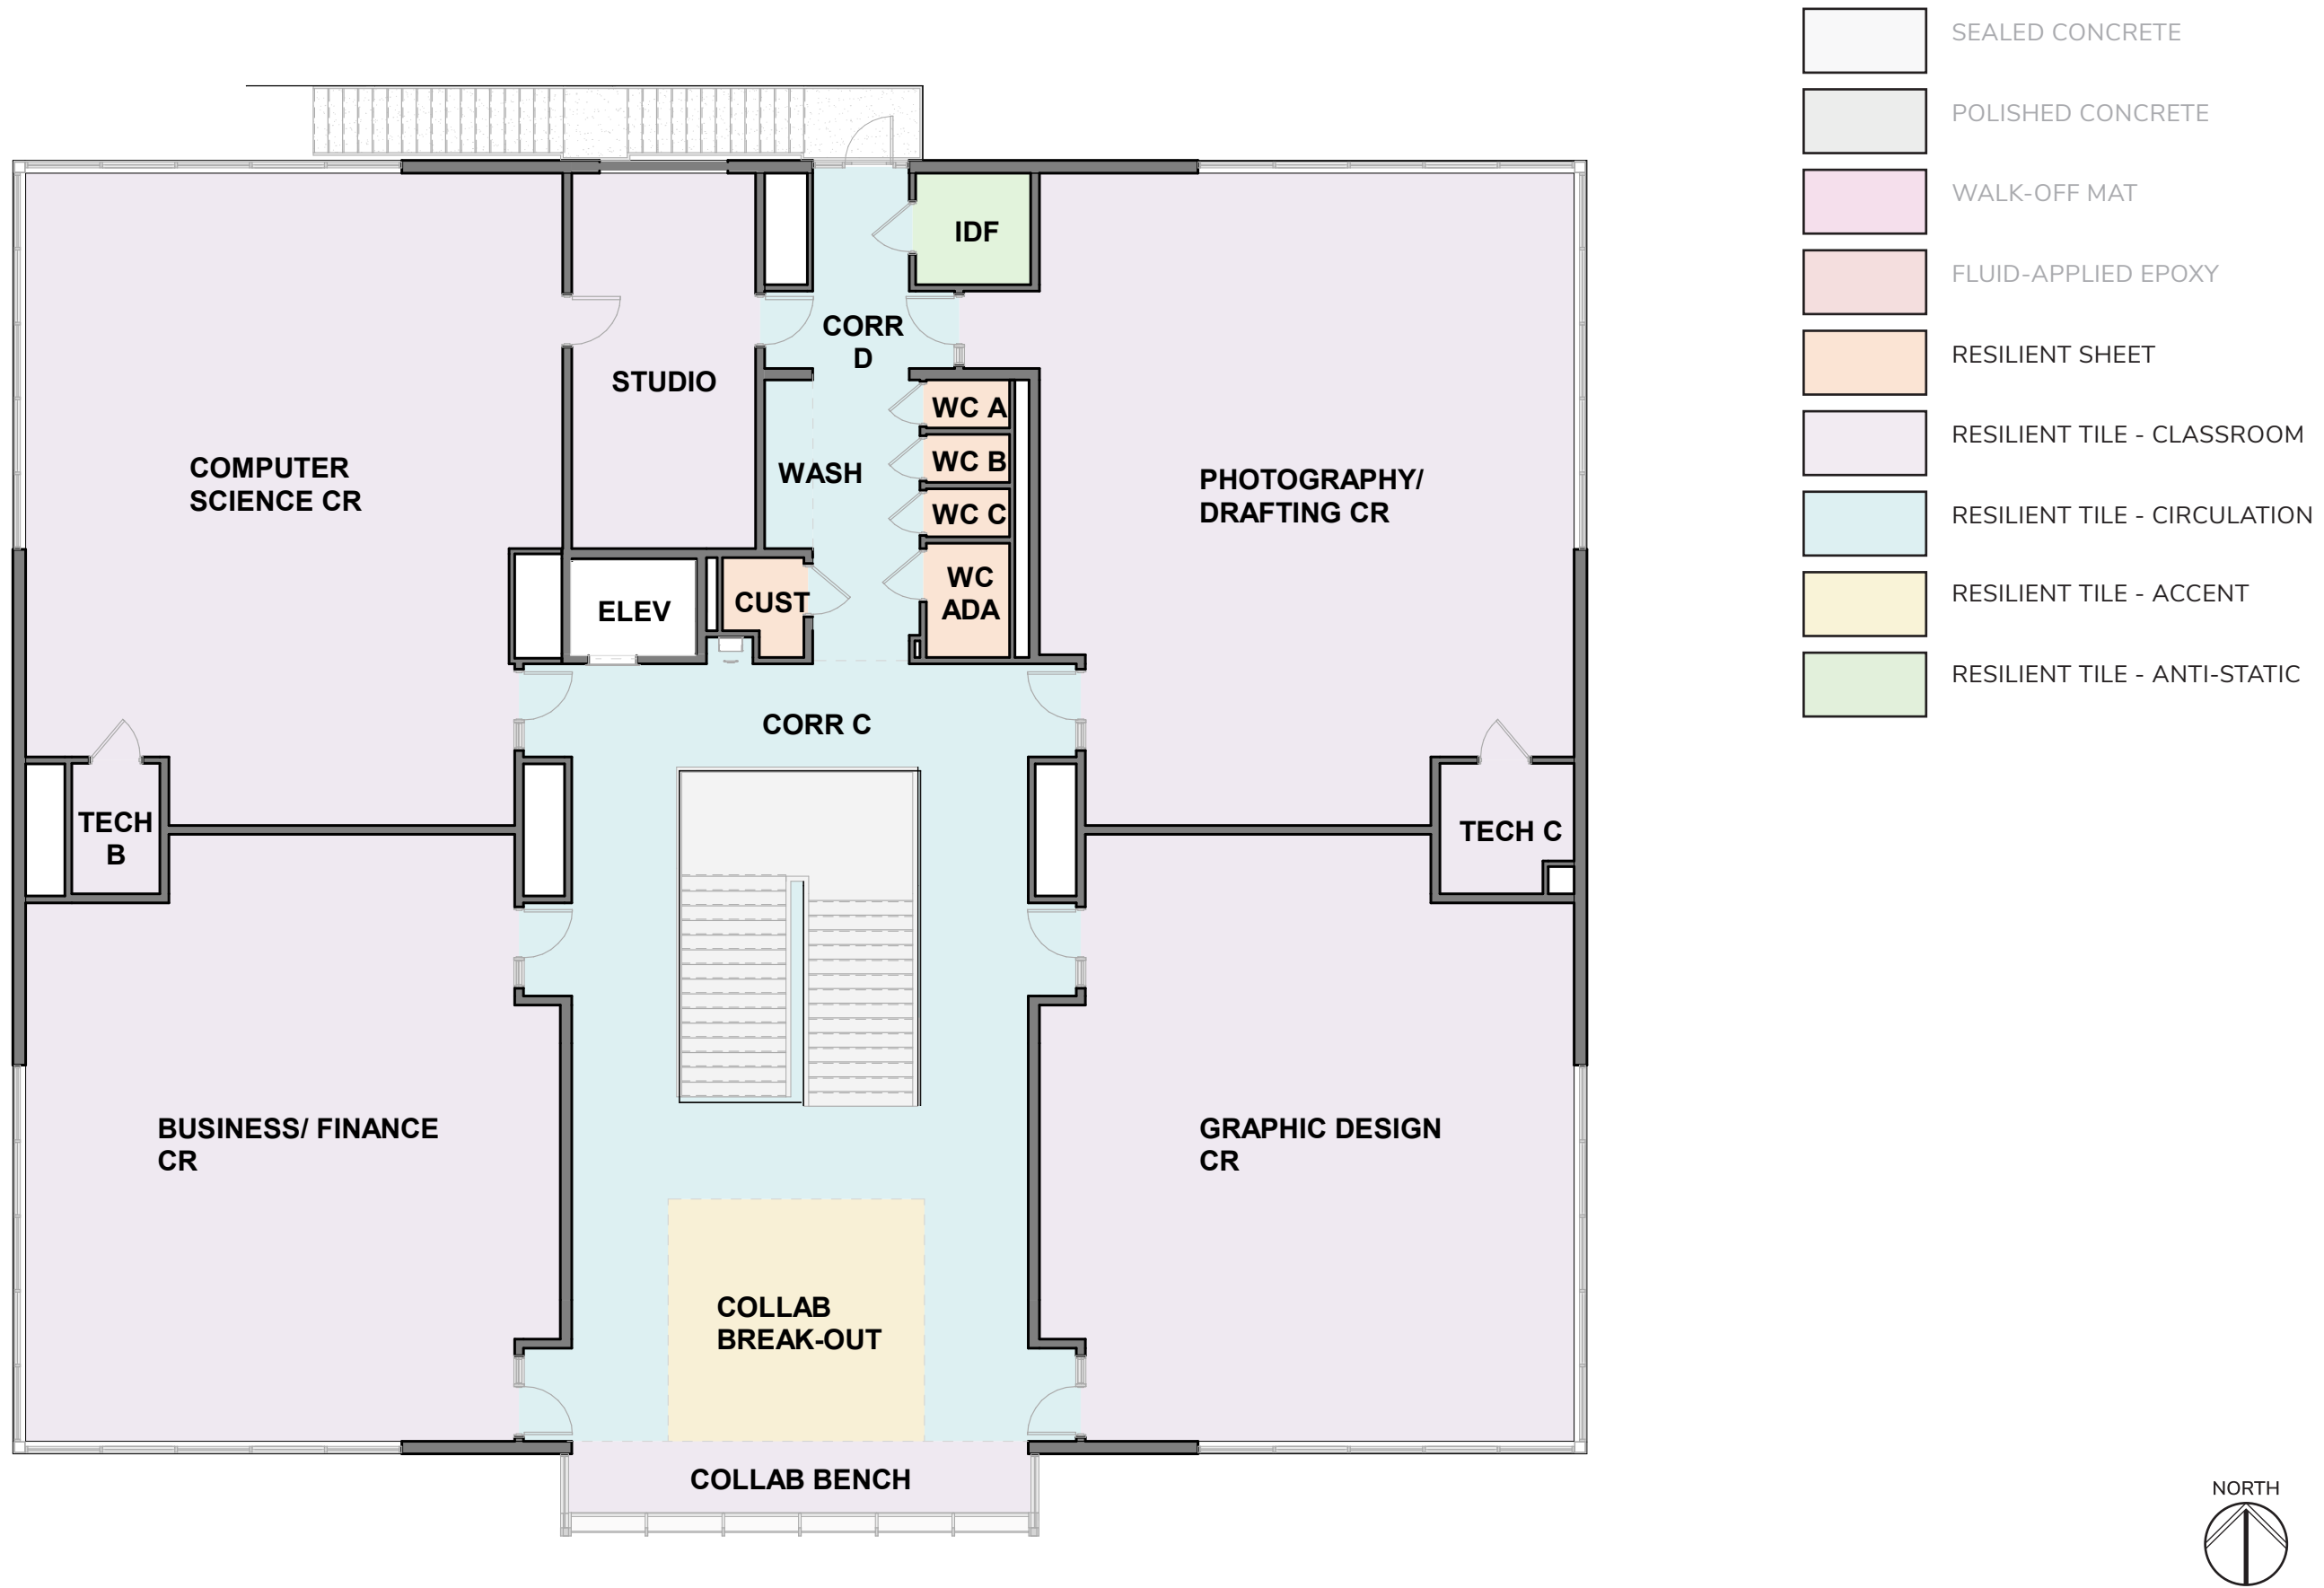 SEALED CONCRETE
POLISHED CONCRETE
WALK-OFF MAT
FLUID-APPLIED EPOXY
RESILIENT SHEET
RESILIENT TILE - CLASSROOM
RESILIENT TILE - CIRCULATION
RESILIENT TILE - ACCENT
RESILIENT TILE - ANTI-STATIC
IDF
CORR
D
STUDIO
WC A
WC B
WC C
WC
ADA
WASH
COMPUTER
SCIENCE CR
PHOTOGRAPHY/
DRAFTING CR
ELEV
CUST
CORR C
TECH
B
TECH C
BUSINESS/ FINANCE
CR
GRAPHIC DESIGN
CR
COLLAB
BREAK-OUT
COLLAB BENCH
NORTH